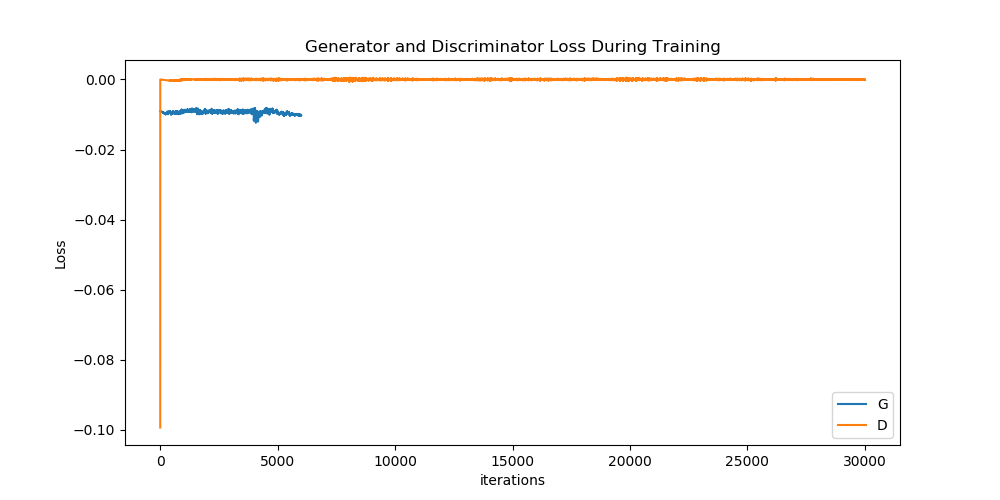 Generator and Discriminator Loss During Training
0.00
−0.02
−0.04
−0.06
−0.08
−0.10
Loss
0
5000
10000
15000
20000
25000
30000
iterations
G
D